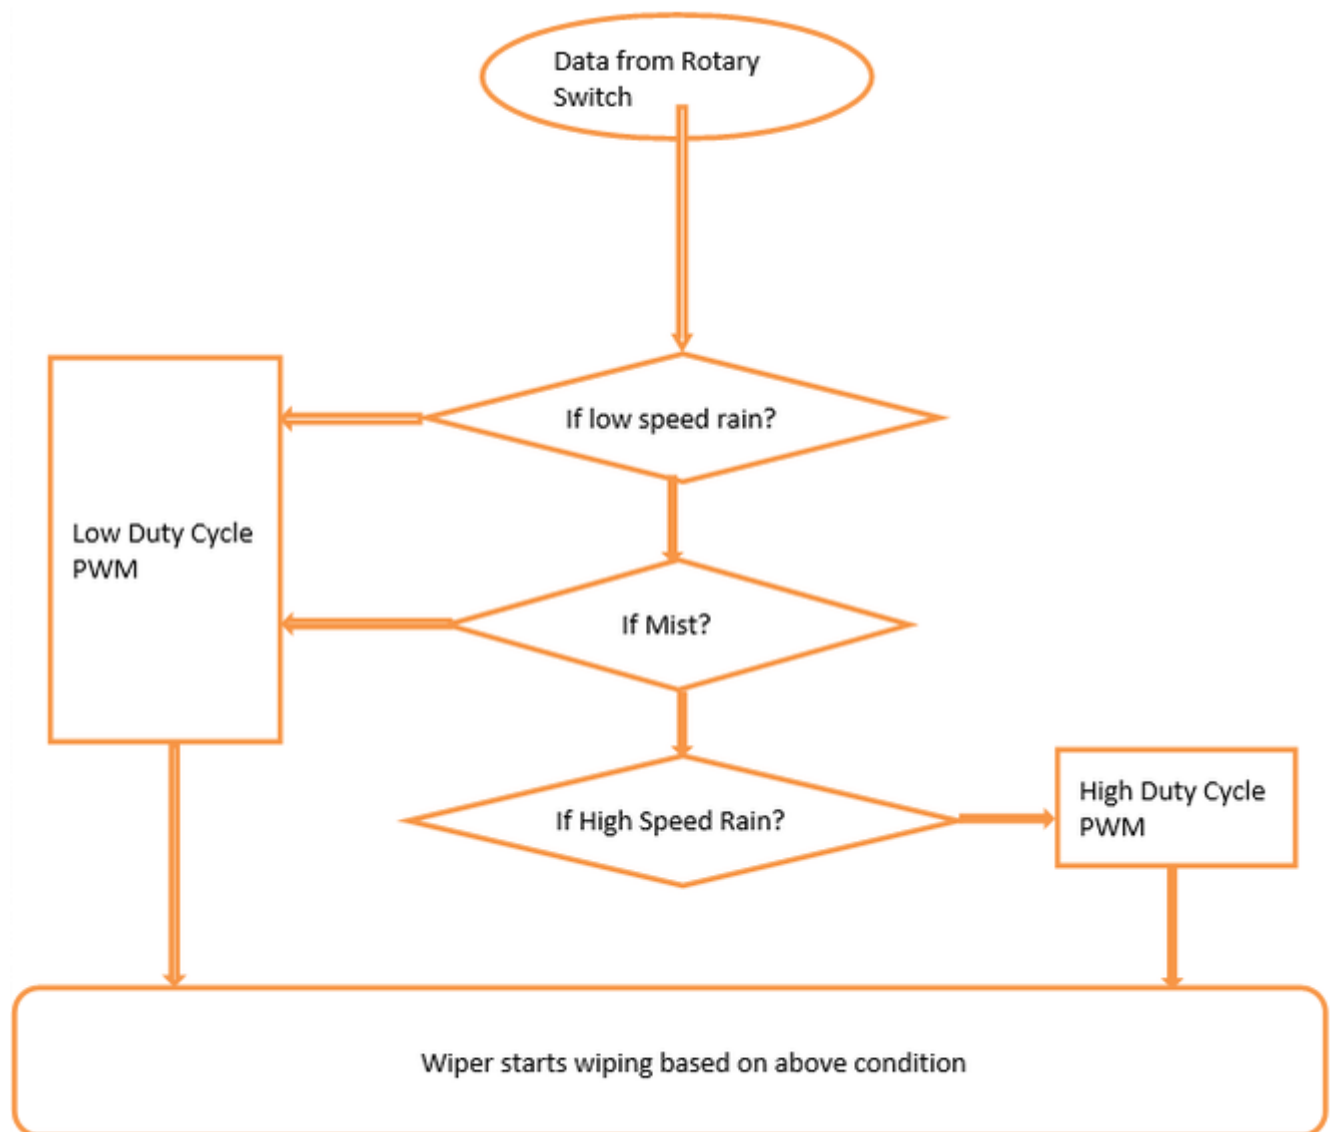 Data from Rotary
Switch
If low speed rain?
Low Duty Cycle
PWM
If Mist?
If High Speed Rain?
High Duty Cycle
PWM
Wiper starts wiping based on above condition